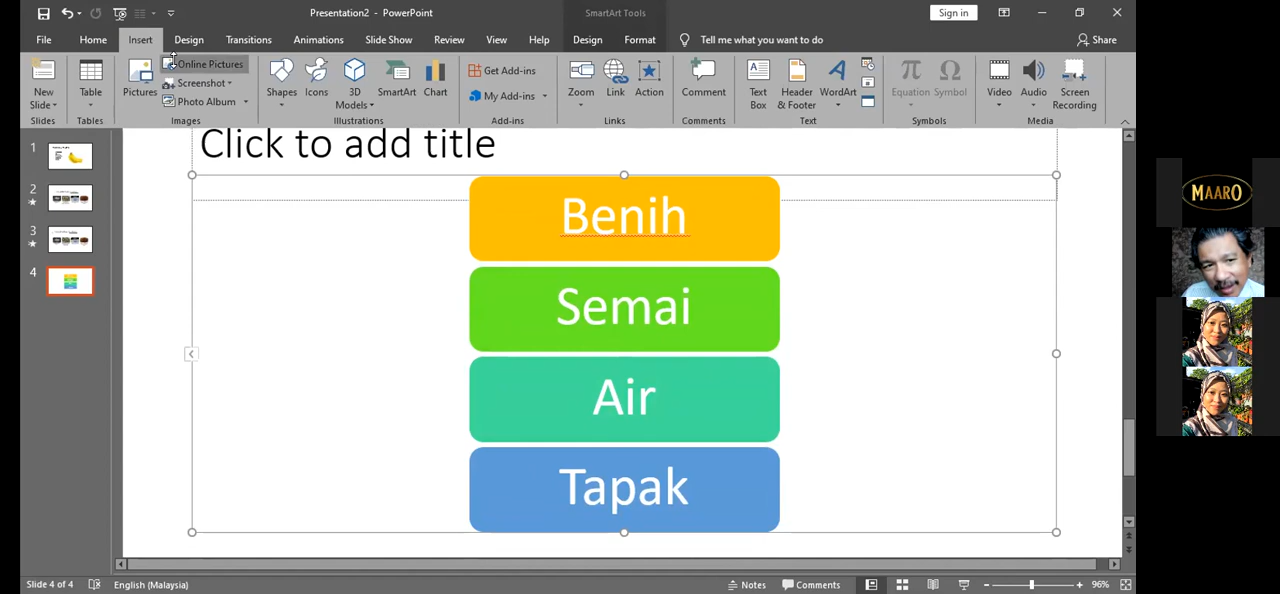 Presentation2 - PowerPoint
SmartArt Tools
Sign in
File Home Insert Design Transitions Animations Slide Show Review View Help Design Format Tell me what you want to do Share
New Slide
Slides
Table
Tables
Pictures
Online Pictures
Screenshot
Photo Album
Images
Shapes
Icons
3D Models
SmartArt
Chart
Illustrations
Get Add-ins
My Add-ins
Add-ins
Zoom
Link
Action
Links
Comment
Comments
Text Box
Header & Footer
WordArt
Text
Equation
Symbol
Symbols
Video
Audio
Screen Recording
Media
1
2
3
4
Click to add title
Benih
Semai
Air
Tapak
MAARO
Slide 4 of 4
English (Malaysia)
Notes
Comments
96%